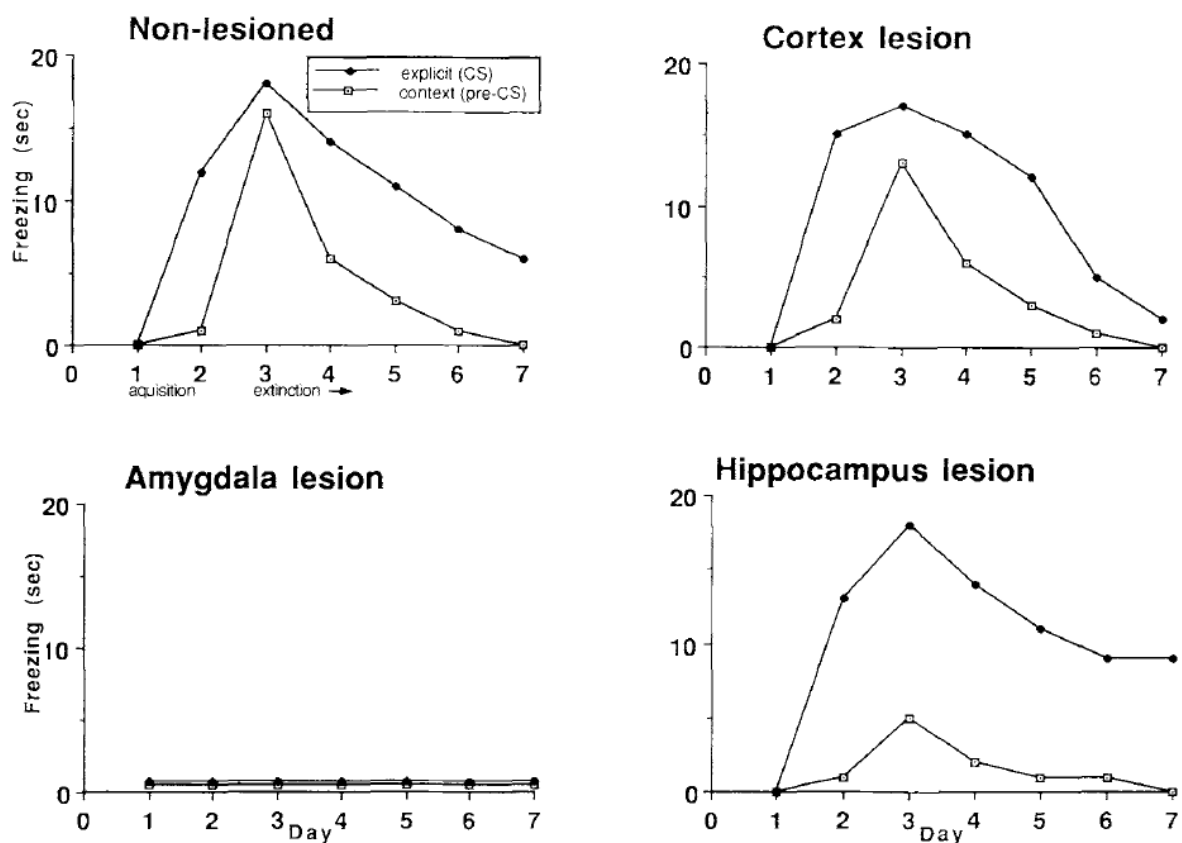 Non-lesioned
explicit (CS)
context (pre-CS)
Freezing (sec)
20
10
0
0 1 2 3 4 5 6 7
aquisition extinction →
Cortex lesion
20
10
0
0 1 2 3 4 5 6 7
Amygdala lesion
Freezing (sec)
20
10
0
0 1 2 3 4 5 6 7
Day
Hippocampus lesion
20
10
0
0 1 2 3 4 5 6 7
Day